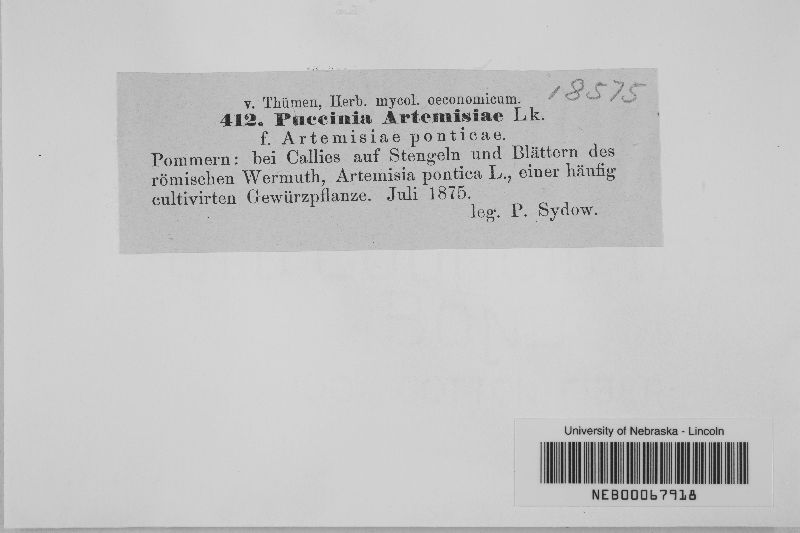 v. Thümen, Herb. mycol. oeconomicum.
18575
412. Puccinia Artemisiae Lk.
f. Artemisiae ponticae.
Pommern: bei Callies auf Stengeln und Blättern des
römischen Wermuth, Artemisia pontica L., einer häufig
cultivirten Gewürzpflanze. Juli 1875.
leg. P. Sydow.
University of Nebraska - Lincoln
NEB00067918